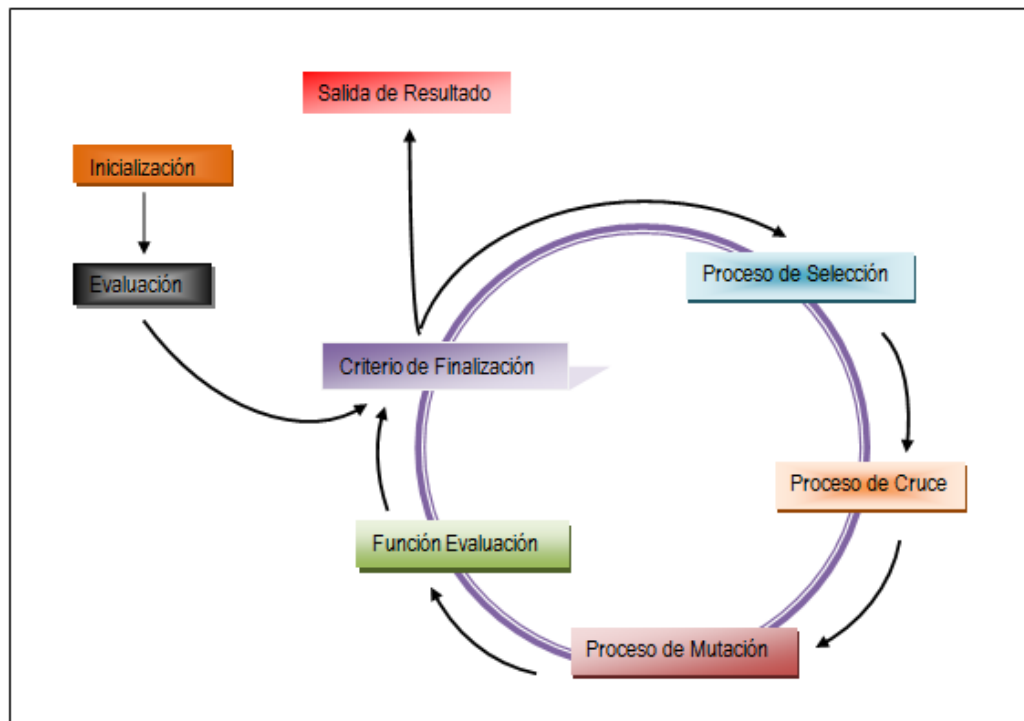 Salida de Resultado
Inicialización
Evaluación
Proceso de Selección
Criterio de Finalización
Proceso de Cruce
Función Evaluación
Proceso de Mutación